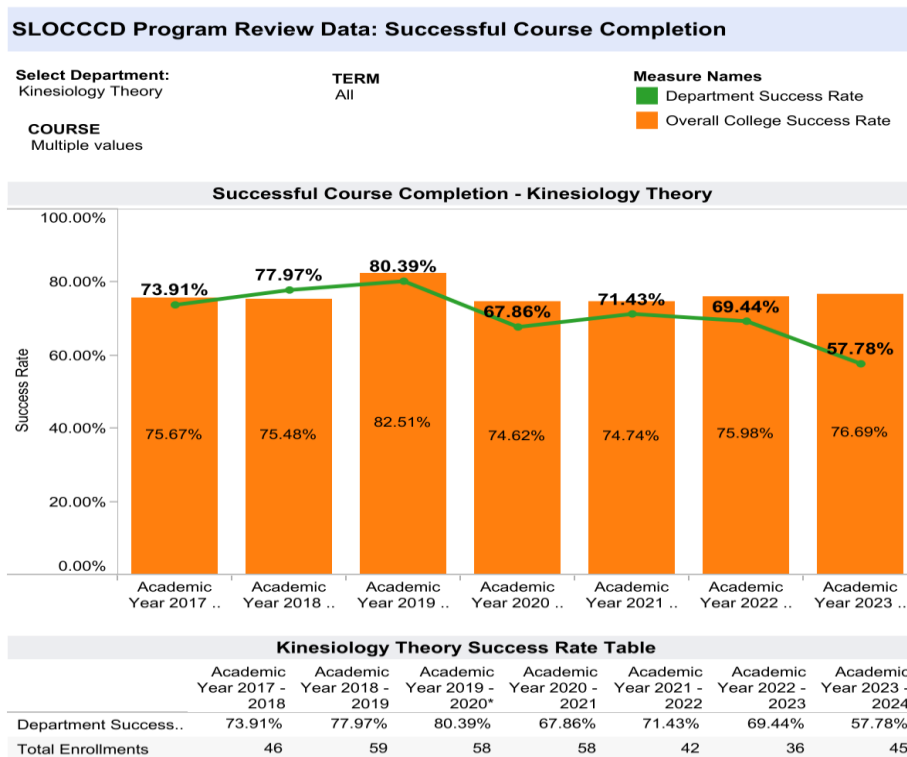 SLOCCCD Program Review Data: Successful Course Completion
Select Department:
Kinesiology Theory
TERM
All
COURSE
Multiple values
Measure Names
Department Success Rate
Overall College Success Rate
Successful Course Completion - Kinesiology Theory
Success Rate
100.00%
80.00%
60.00%
40.00%
20.00%
0.00%
73.91% 77.97% 80.39% 67.86% 71.43% 69.44% 57.78%
75.67% 75.48% 82.51% 74.62% 74.74% 75.98% 76.69%
Academic Academic Academic Academic Academic Academic Academic
Year 2017 .. Year 2018 .. Year 2019 .. Year 2020 .. Year 2021 .. Year 2022 .. Year 2023 ..
Kinesiology Theory Success Rate Table
Academic Academic Academic Academic Academic Academic Academic
Year 2017 - Year 2018 - Year 2019 - Year 2020 - Year 2021 - Year 2022 - Year 2023 -
2018 2019 2020* 2021 2022 2023 2024
Department Success.. 73.91% 77.97% 80.39% 67.86% 71.43% 69.44% 57.78%
Total Enrollments 46 59 58 58 42 36 45